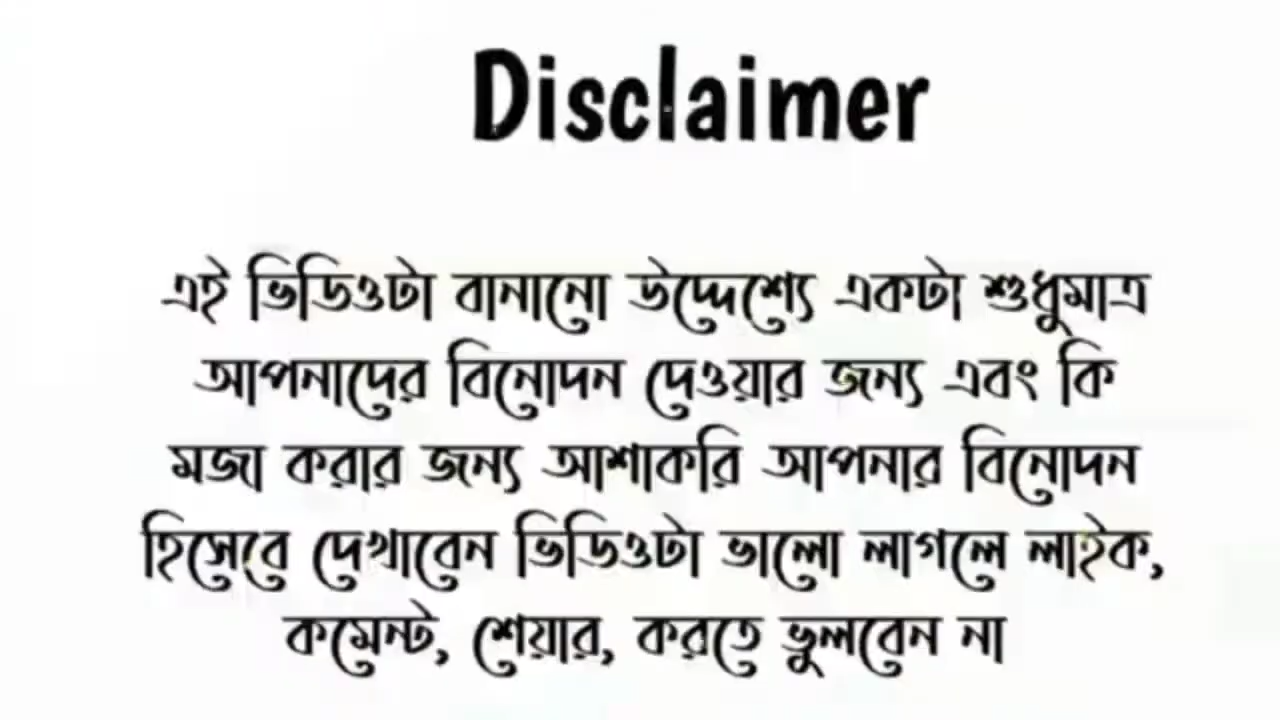 Disclaimer
এই ভিডিওটা বানানো উদ্দেশ্যে একটা শুধুমাত্র
আপনাদের বিনোদন দেওয়ার জন্য এবং কি
মজা করার জন্য আশাকরি আপনার বিনোদন
হিসেবে দেখাবেন ভিডিওটা ভালো লাগলে লাইক,
কমেন্ট, শেয়ার, করতে ভুলবেন না